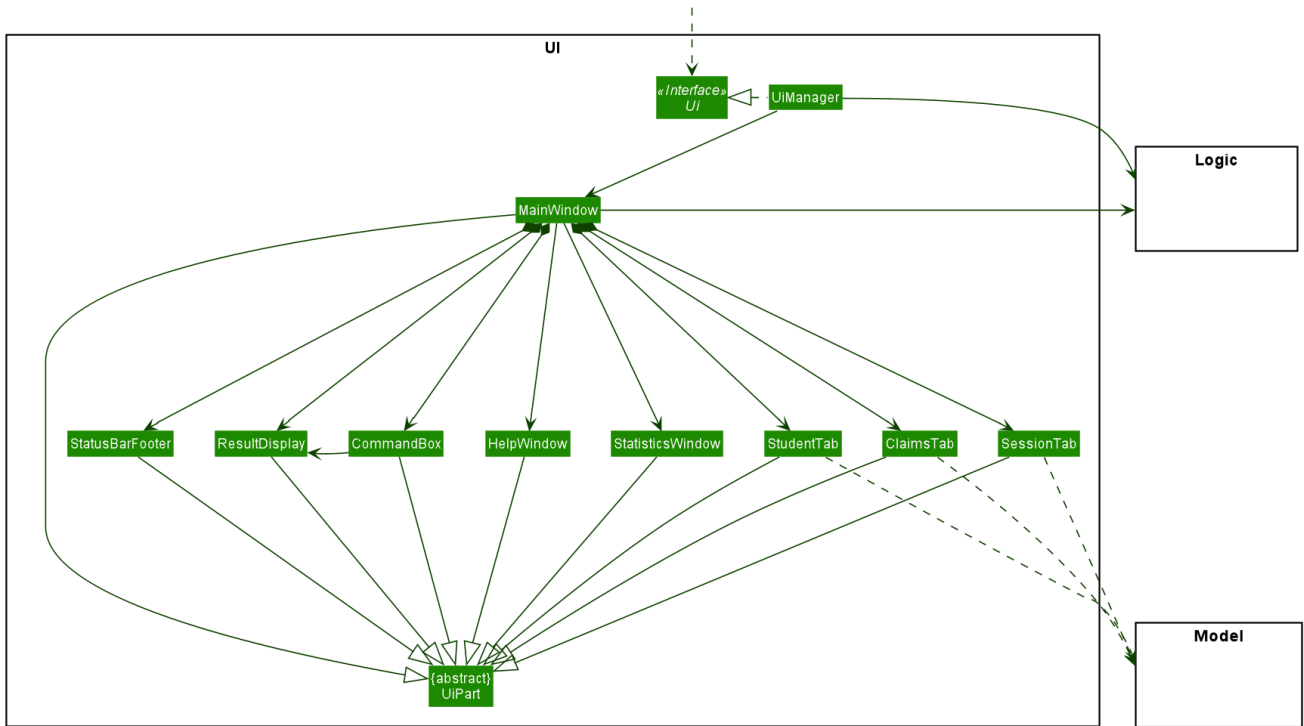 UI
«Interface»
Ui
UiManager
Logic
MainWindow
StatusBarFooter
ResultDisplay
CommandBox
HelpWindow
StatisticsWindow
StudentTab
ClaimsTab
SessionTab
Model
{abstract}
UiPart